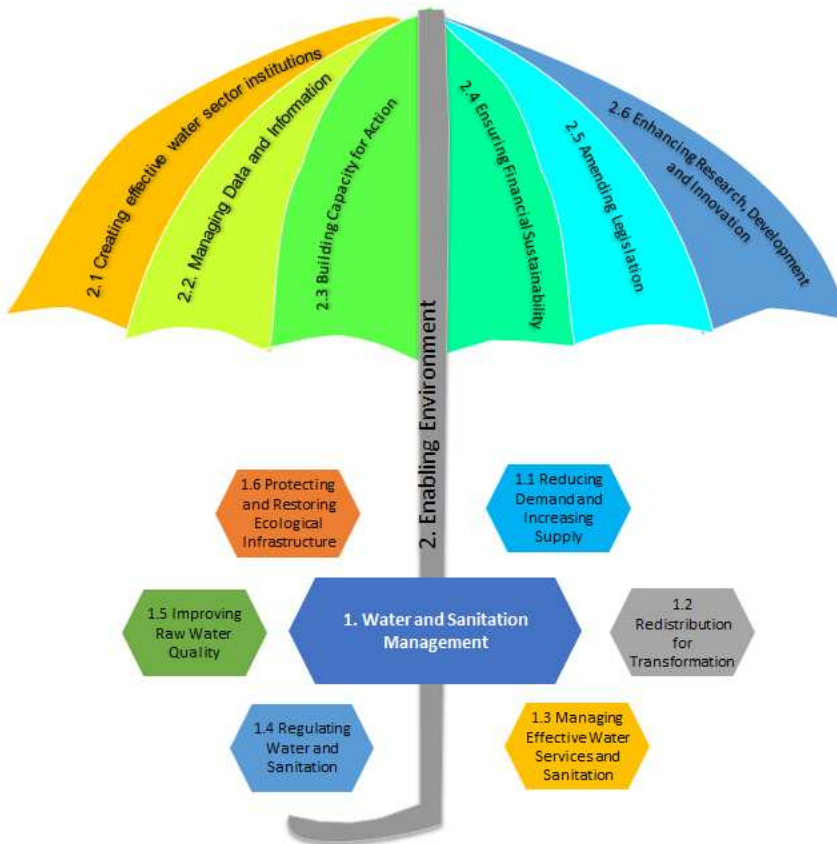 2.1 Creating effective water sector institutions
2.2. Managing Data and Information
2.3 Building Capacity for Action
2.4 Ensuring Financial Sustainability
2.5 Amending Legislation
2.6 Enhancing Research, Development
and Innovation
2. Enabling Environment
1.6 Protecting
and Restoring
Ecological
Infrastructure
1.1 Reducing
Demand and
Increasing
Supply
1.5 Improving
Raw Water
Quality
1. Water and Sanitation
Management
1.2
Redistribution
for
Transformation
1.4 Regulating
Water and
Sanitation
1.3 Managing
Effective Water
Services and
Sanitation